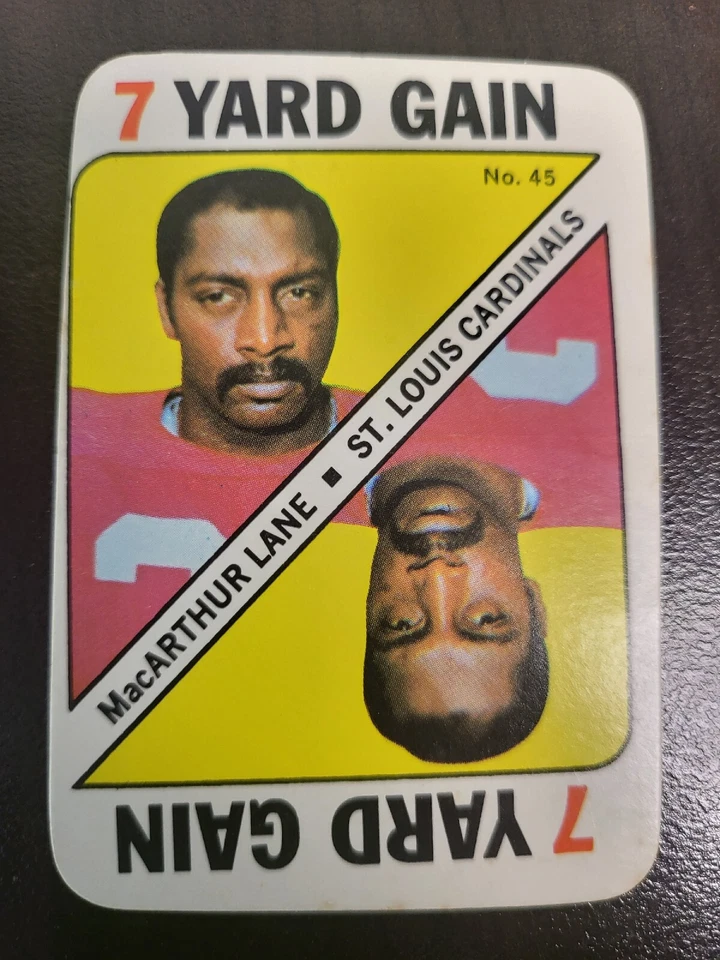 7 YARD GAIN
No. 45
MacARTHUR LANE ■ ST. LOUIS CARDINALS
7 YARD GAIN